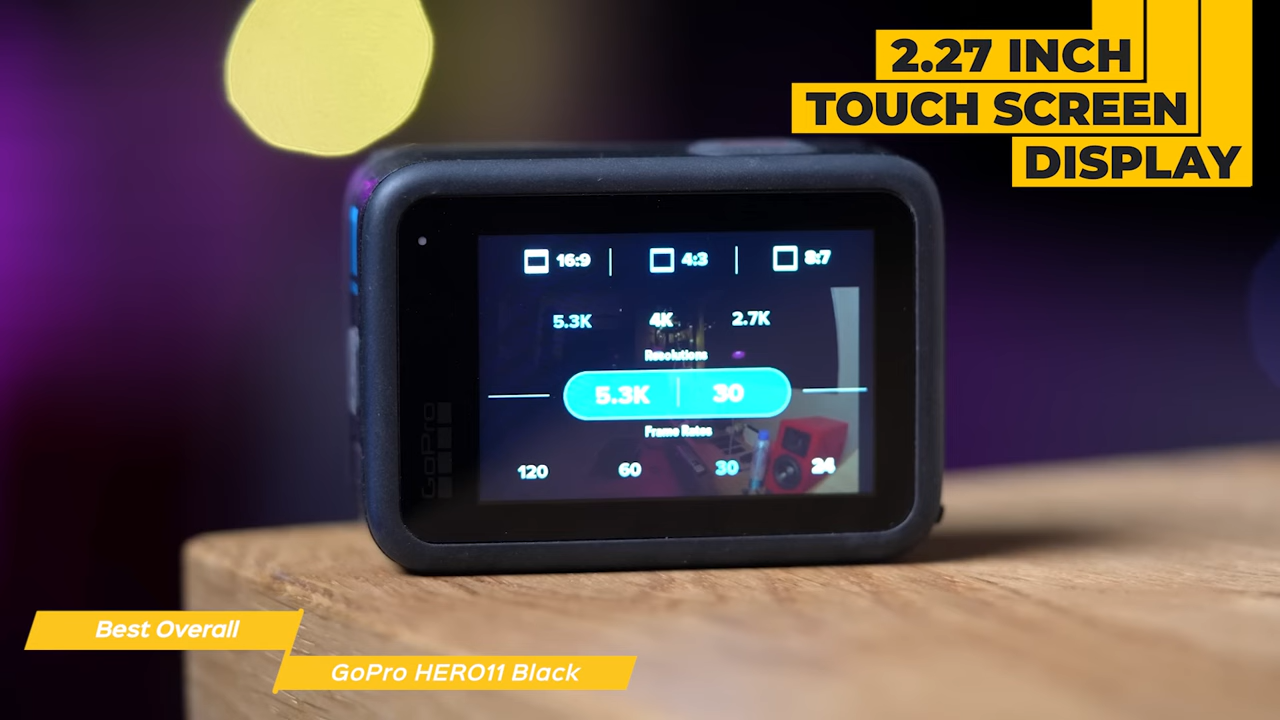 2.27 INCH
TOUCH SCREEN
DISPLAY
16:9 | 4:3 | 8:7
5.3K 4K 2.7K
Resolutions
5.3K | 30
Frame Rates
120 60 30 24
GoPro
Best Overall
GoPro HERO11 Black